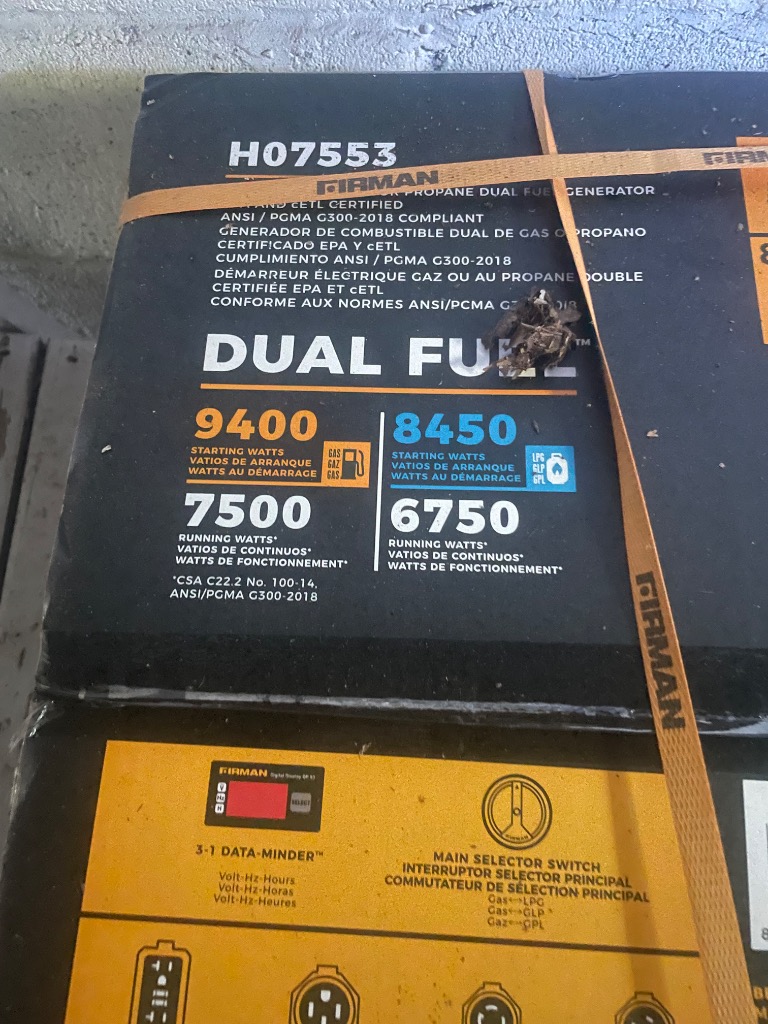 H07553
FIRMAN
FIRM
PROPANE DUAL FUEL GENERATOR
AND cETL CERTIFIED
ANSI / PGMA G300-2018 COMPLIANT
GENERADOR DE COMBUSTIBLE DUAL DE GAS O PROPANO
CERTIFICADO EPA Y cETL
CUMPLIMIENTO ANSI / PGMA G300-2018
DÉMARREUR ÉLECTRIQUE GAZ OU AU PROPANE DOUBLE
CERTIFIÉE EPA ET cETL
CONFORME AUX NORMES ANSI/PCMA
DUAL FUEL™
9400
STARTING WATTS
VATIOS DE ARRANQUE
WATTS AU DÉMARRAGE
GAS
GAZ
GAS
7500
RUNNING WATTS*
VATIOS DE CONTINUOS*
WATTS DE FONCTIONNEMENT*
8450
STARTING WATTS
VATIOS DE ARRANQUE
WATTS AU DÉMARRAGE
LPG
GLP
GPL
6750
RUNNING WATTS*
VATIOS DE CONTINUOS*
WATTS DE FONCTIONNEMENT*
*CSA C22.2 No. 100-14,
ANSI/PGMA G300-2018
FIRMAN
FIRMAN
V
Hz
H
SELECT
3-1 DATA-MINDER™
Volt-Hz-Hours
Volt-Hz-Horas
Volt-Hz-Heures
FIRMAN
MAIN SELECTOR SWITCH
INTERRUPTOR SELECTOR PRINCIPAL
COMMUTATEUR DE SÉLECTION PRINCIPAL
Gas↔LPG
Gas↔GLP
Gaz↔GPL